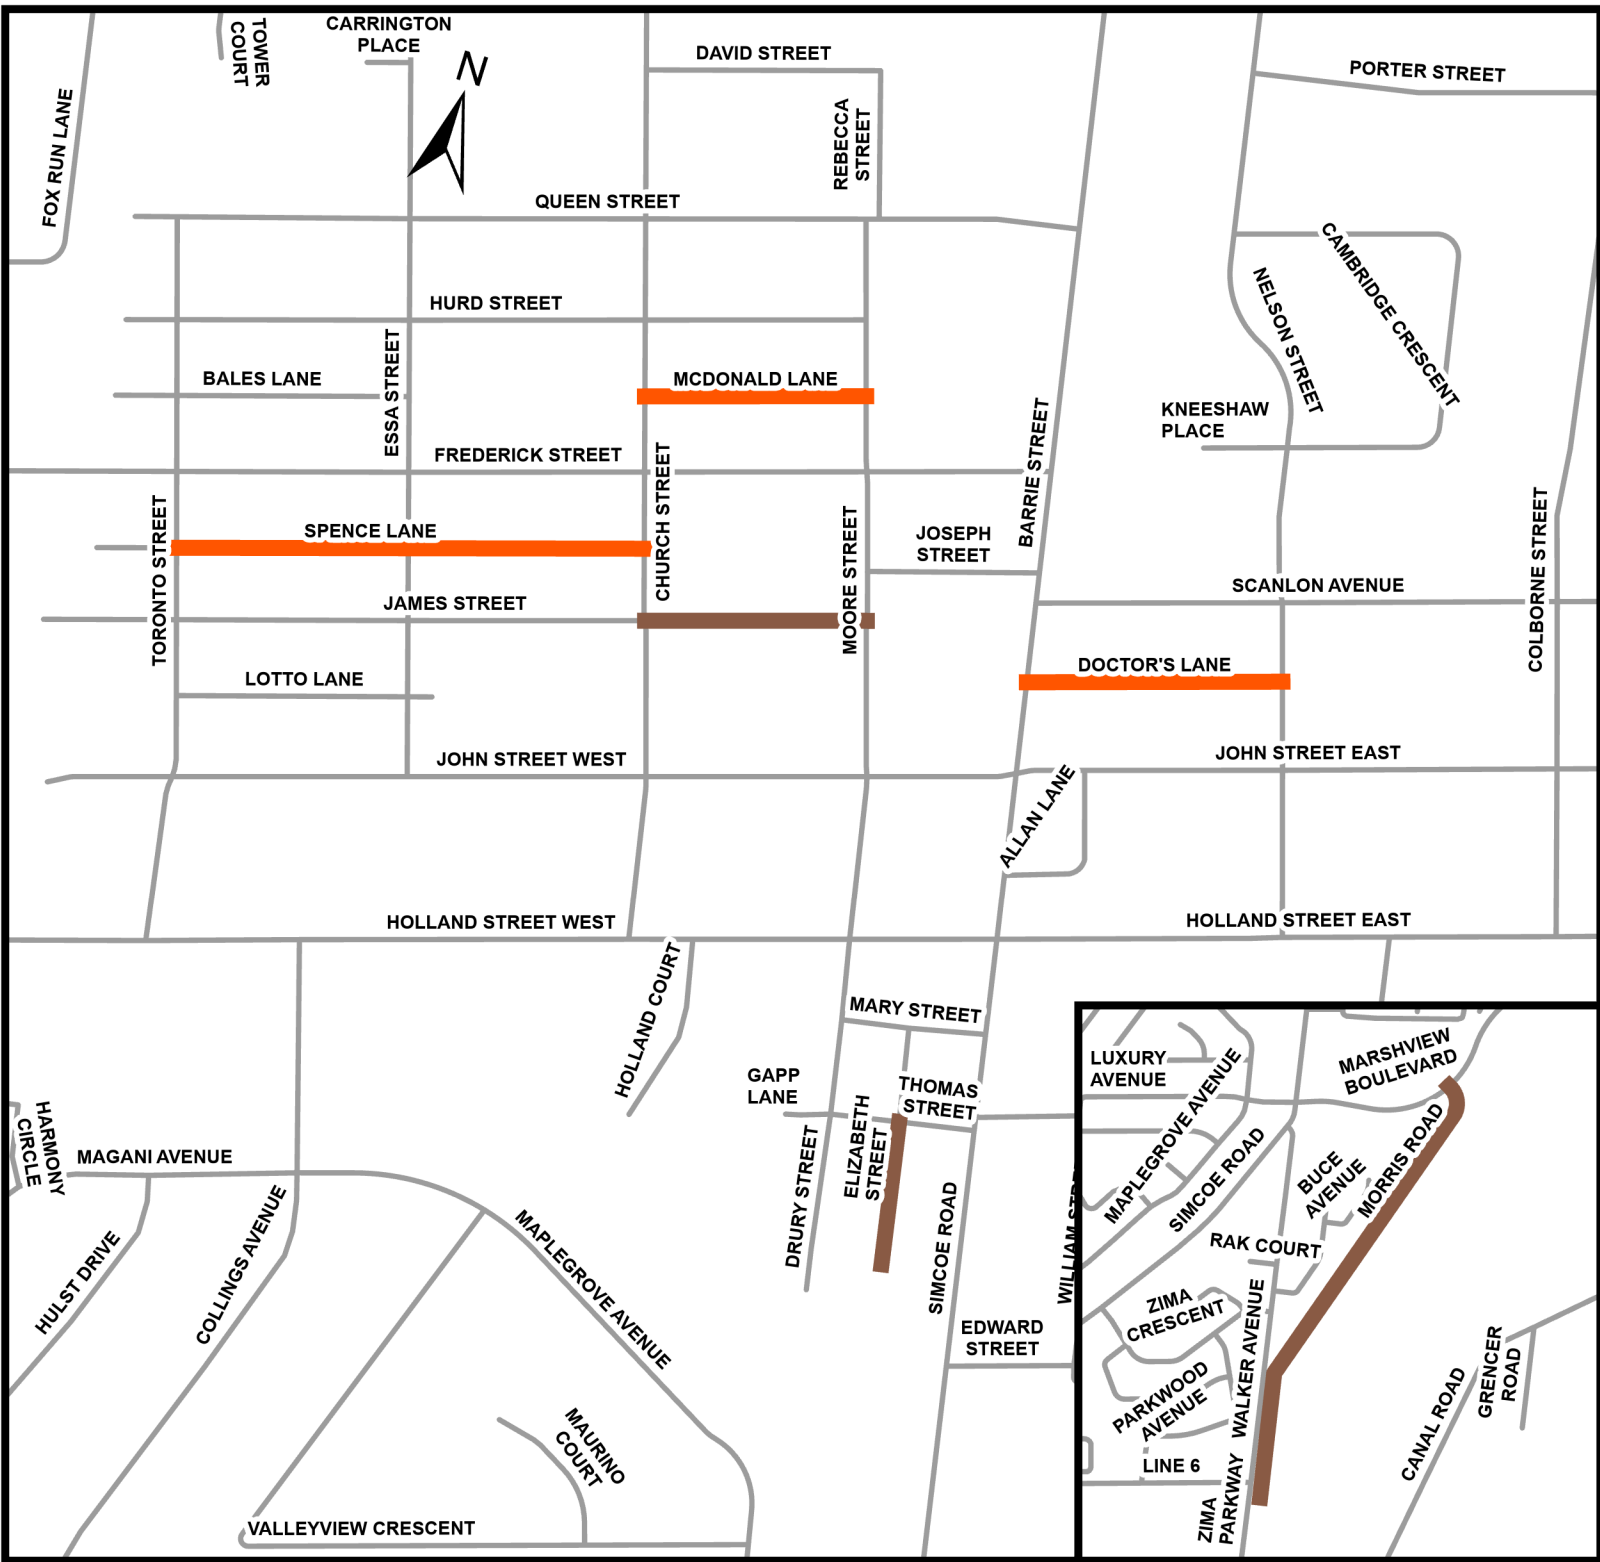 TOWER
COURT
CARRINGTON
PLACE
N
DAVID STREET
PORTER STREET
FOX RUN LANE
REBECCA
STREET
QUEEN STREET
CAMBRIDGE CRESCENT
NELSON STREET
HURD STREET
ESSA STREET
BALES LANE
MCDONALD LANE
KNEESHAW
PLACE
BARRIE STREET
FREDERICK STREET
CHURCH STREET
TORONTO STREET
SPENCE LANE
MOORE STREET
JOSEPH
STREET
COLBORNE STREET
SCANLON AVENUE
JAMES STREET
DOCTOR'S LANE
LOTTO LANE
JOHN STREET WEST
JOHN STREET EAST
ALLAN LANE
HOLLAND STREET WEST
HOLLAND STREET EAST
HOLLAND COURT
MARY STREET
GAPP
LANE
THOMAS
STREET
ELIZABETH
STREET
DRURY STREET
SIMCOE ROAD
WILLIAM STRE
EDWARD
STREET
HARMONY
CIRCLE
MAGANI AVENUE
HULST DRIVE
COLLINGS AVENUE
MAPLEGROVE AVENUE
MAURINO
COURT
VALLEYVIEW CRESCENT
LUXURY
AVENUE
MAPLEGROVE AVENUE
MARSHVIEW
BOULEVARD
SIMCOE ROAD
BUCE
AVENUE
MORRIS ROAD
RAK COURT
ZIMA
CRESCENT
WALKER AVENUE
PARKWOOD
AVENUE
LINE 6
ZIMA
PARKWAY
CANAL ROAD
GRENCER
ROAD